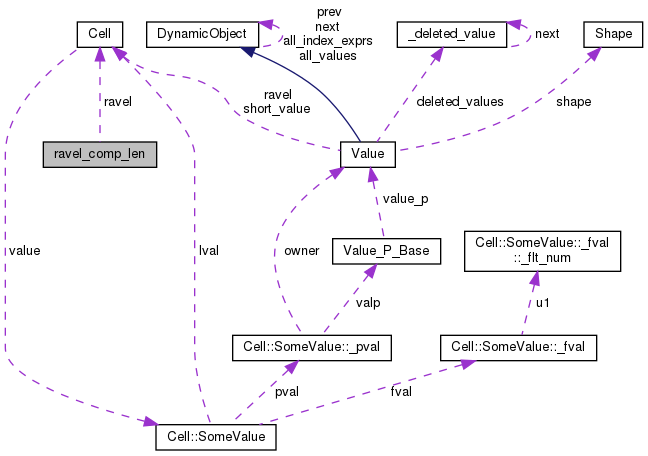 Cell
DynamicObject
prev
next
all_index_exprs
all_values
_deleted_value
next
Shape
ravel
ravel
short_value
deleted_values
shape
ravel_comp_len
Value
value_p
value
lval
owner
Value_P_Base
Cell::SomeValue::_fval
::_flt_num
valp
u1
Cell::SomeValue::_pval
Cell::SomeValue::_fval
pval
fval
Cell::SomeValue